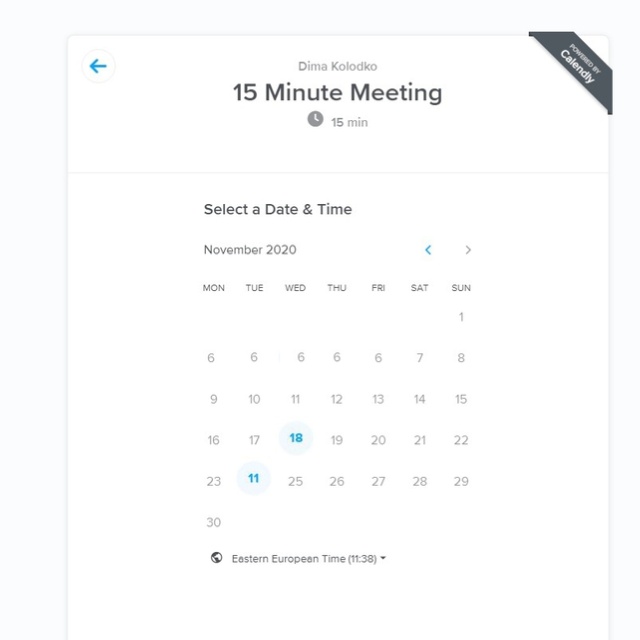 POWERED BY
Calendly
Dima Kolodko
15 Minute Meeting
15 min
Select a Date & Time
November 2020
MON TUE WED THU FRI SAT SUN
1
6 6 6 6 6 7 8
9 10 11 12 13 14 15
16 17 18 19 20 21 22
23 11 25 26 27 28 29
30
Eastern European Time (11:38)